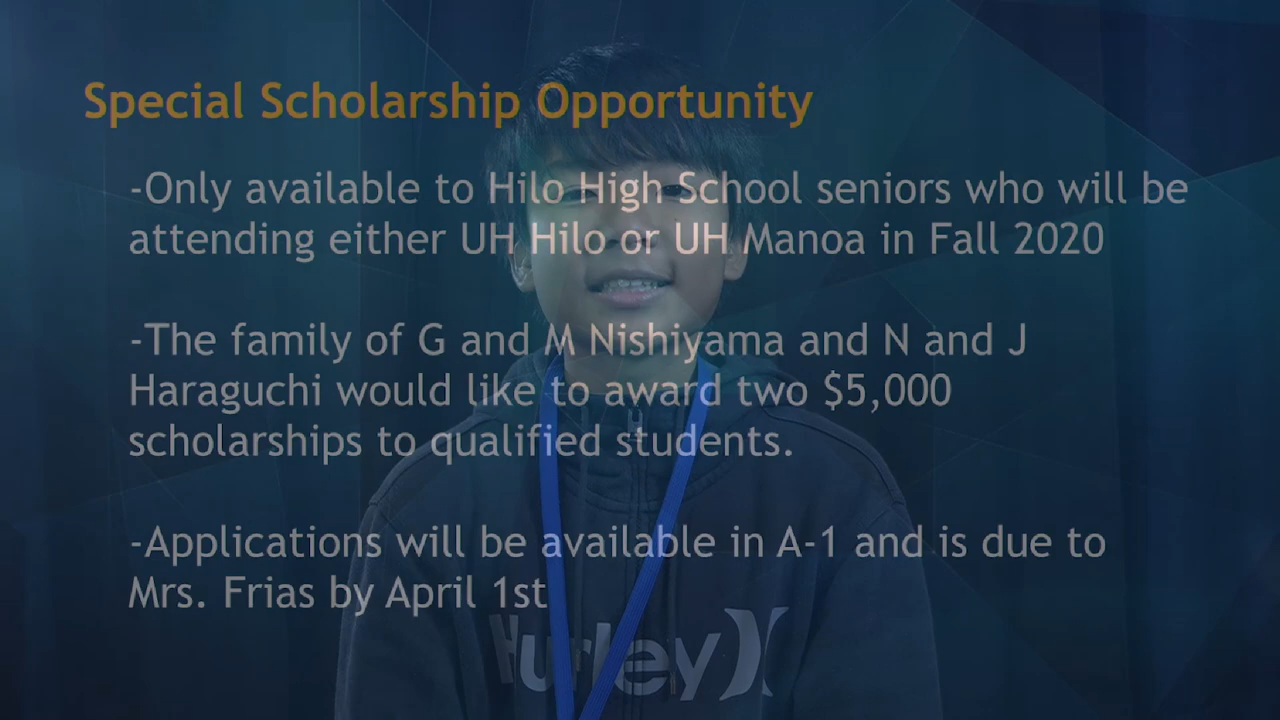 Special Scholarship Opportunity
-Only available to Hilo High School seniors who will be
attending either UH Hilo or UH Manoa in Fall 2020
-The family of G and M Nishiyama and N and J
Haraguchi would like to award two $5,000
scholarships to qualified students.
-Applications will be available in A-1 and is due to
Mrs. Frias by April 1st
Hurley